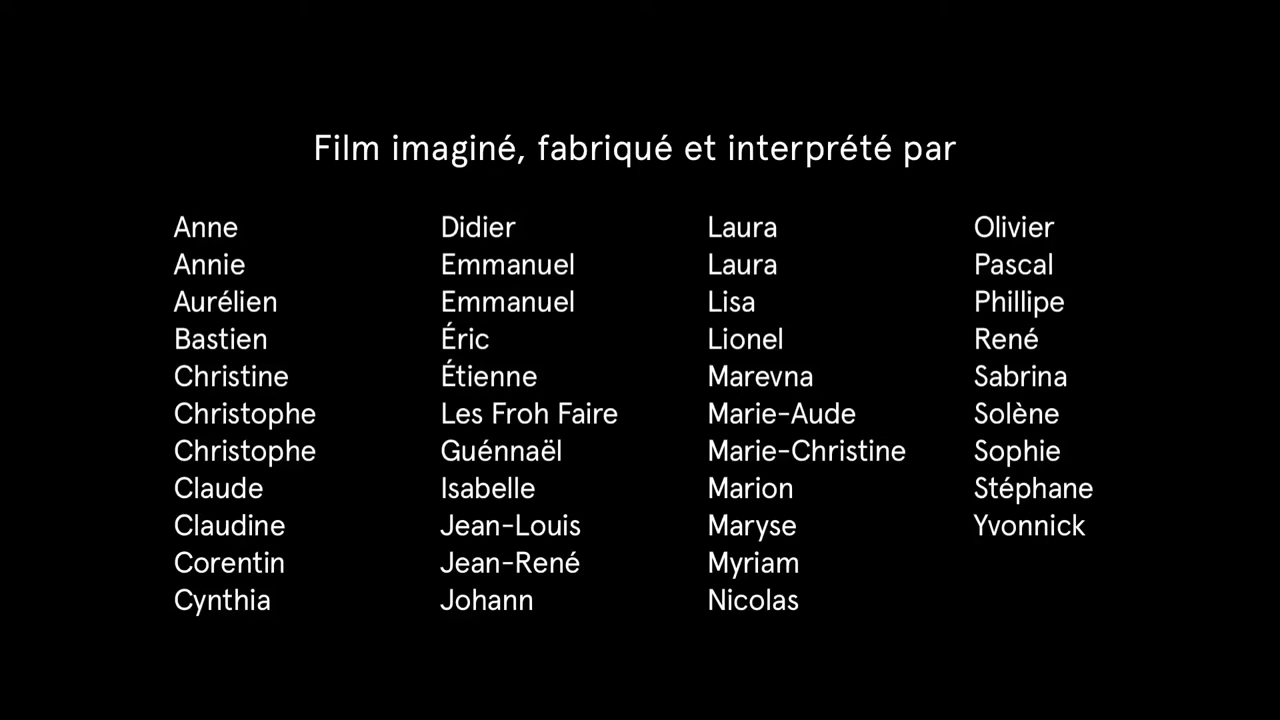 Film imaginé, fabriqué et interprété par
Anne
Annie
Aurélien
Bastien
Christine
Christophe
Christophe
Claude
Claudine
Corentin
Cynthia
Didier
Emmanuel
Emmanuel
Éric
Étienne
Les Froh Faire
Guénnaël
Isabelle
Jean-Louis
Jean-René
Johann
Laura
Laura
Lisa
Lionel
Marevna
Marie-Aude
Marie-Christine
Marion
Maryse
Myriam
Nicolas
Olivier
Pascal
Phillipe
René
Sabrina
Solène
Sophie
Stéphane
Yvonnick